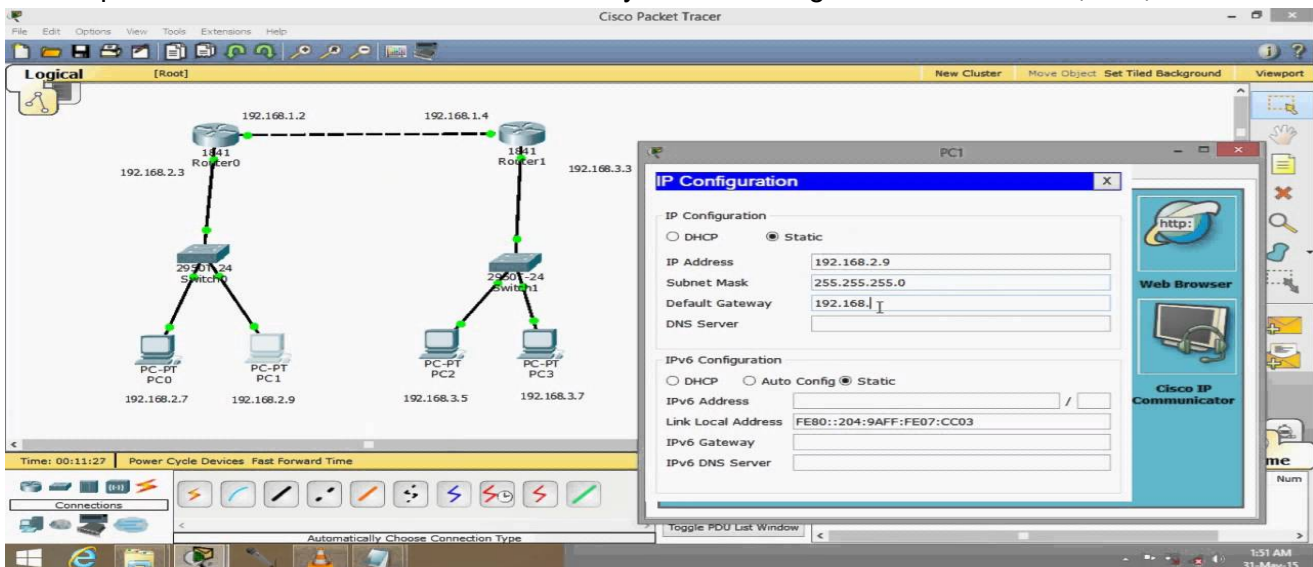 Cisco Packet Tracer
File Edit Options View Tools Extensions Help
Logical [Root] New Cluster Move Object Set Tiled Background Viewport
192.168.1.2 192.168.1.4
1841
Router0
1841
Router1
192.168.2.3
192.168.3.3
2950T-24
Switch0
2950T-24
Switch1
PC-PT
PC0
PC-PT
PC1
PC-PT
PC2
PC-PT
PC3
192.168.2.7 192.168.2.9 192.168.3.5 192.168.3.7
PC1
IP Configuration X
IP Configuration
DHCP Static
IP Address 192.168.2.9
Subnet Mask 255.255.255.0
Default Gateway 192.168.
DNS Server
IPv6 Configuration
DHCP Auto Config Static
IPv6 Address /
Link Local Address FE80::204:9AFF:FE07:CC03
IPv6 Gateway
IPv6 DNS Server
http:
Web Browser
Cisco IP
Communicator
Time: 00:11:27 Power Cycle Devices Fast Forward Time
me
Num
Connections
Automatically Choose Connection Type
Toggle PDU List Window
1:51 AM
31-May-15